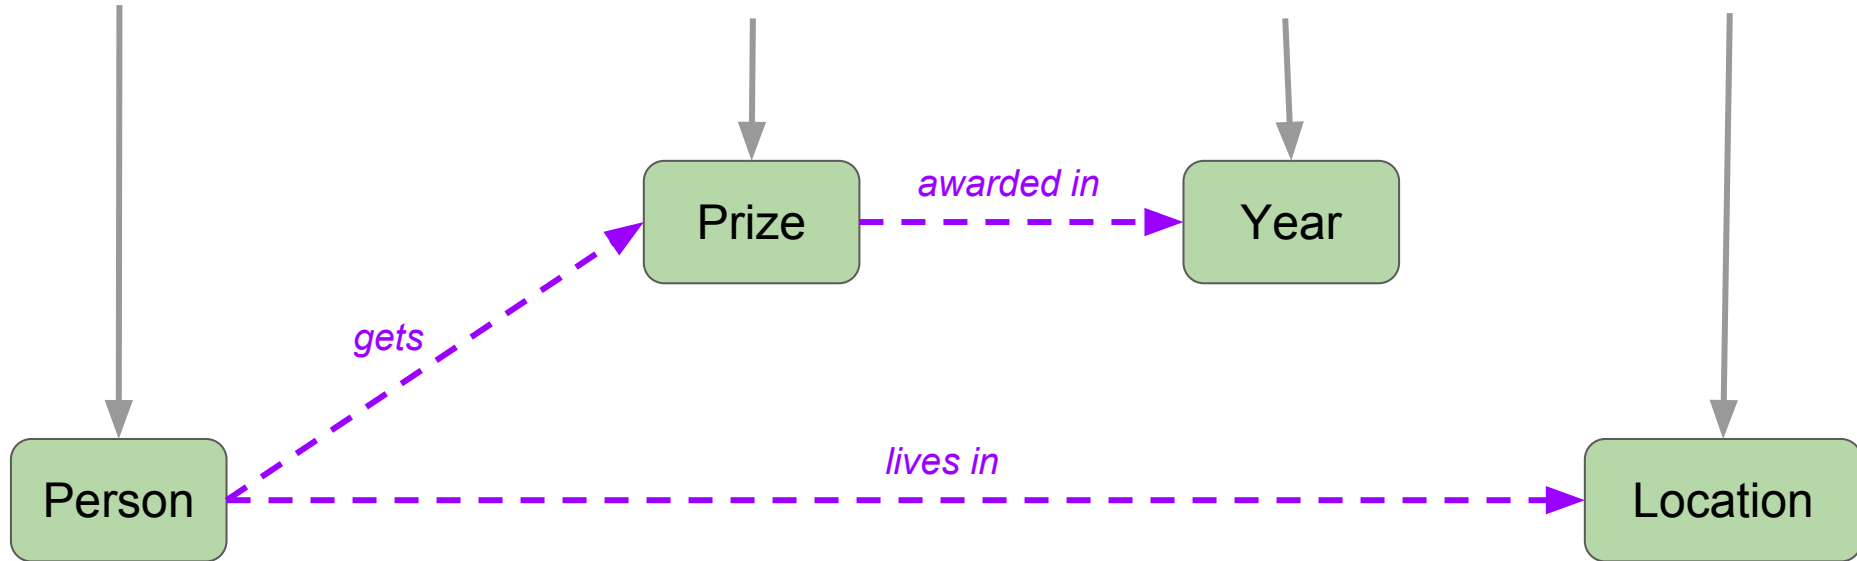 awarded in
Prize
Year
gets
lives in
Person
Location